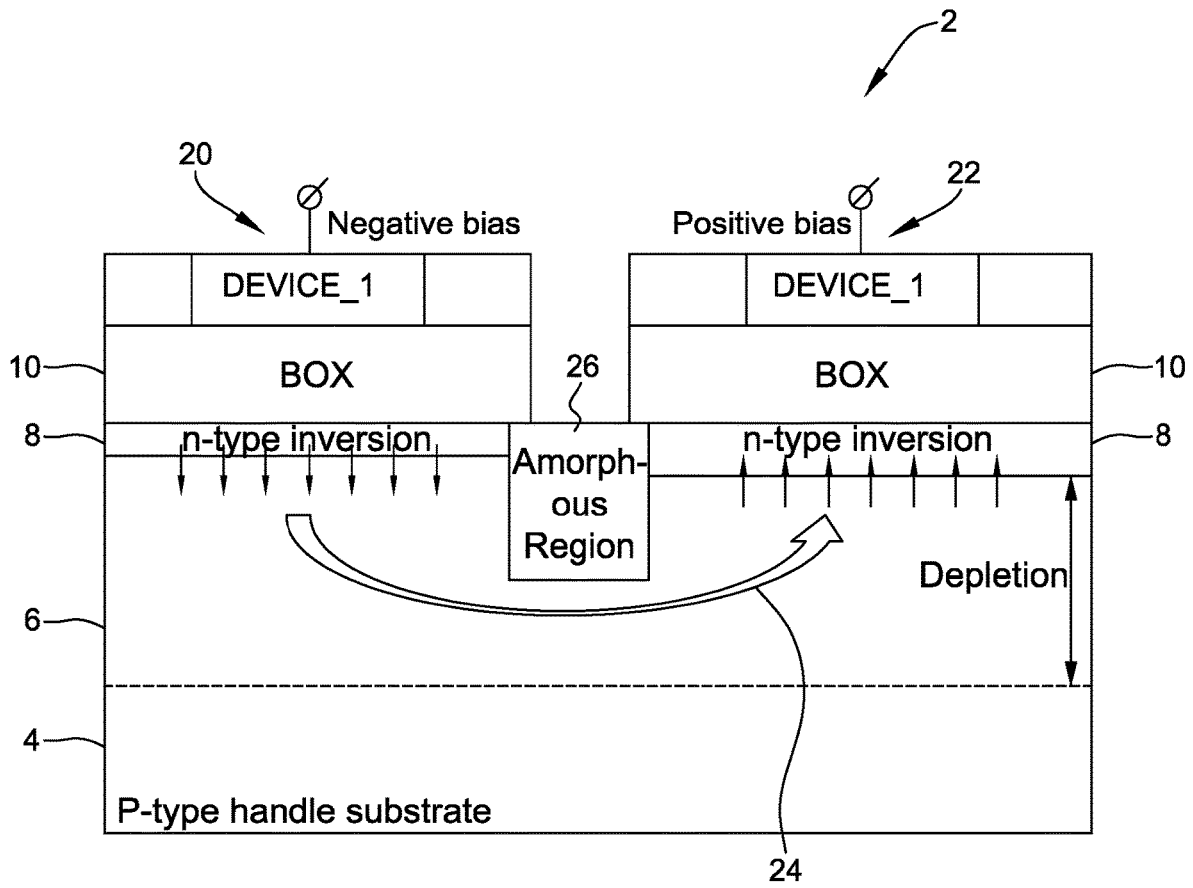 2
20
22
Negative bias
Positive bias
DEVICE_1
DEVICE_1
10
BOX
26
BOX
10
8
n-type inversion
n-type inversion
8
Amorph-
ous
Region
Depletion
6
4
P-type handle substrate
24